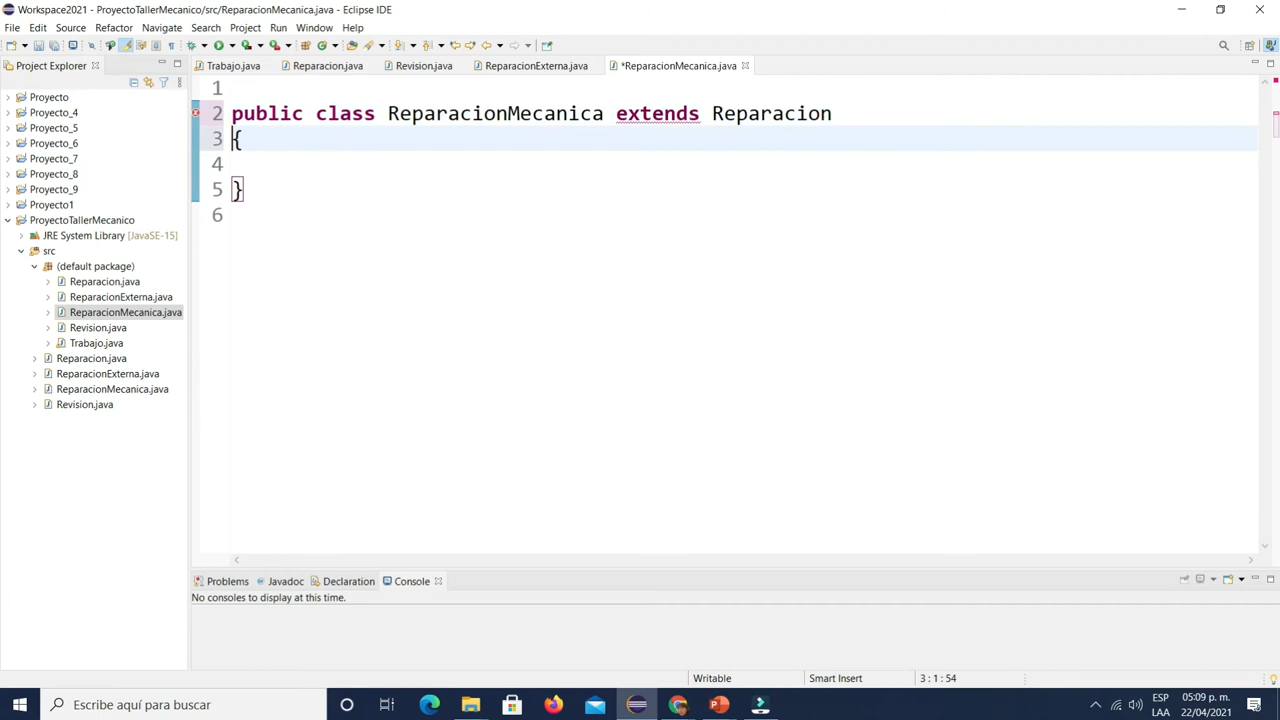 Workspace2021 - ProyectoTallerMecanico/src/ReparacionMecanica.java - Eclipse IDE
File Edit Source Refactor Navigate Search Project Run Window Help
Project Explorer
Trabajo.java Reparacion.java Revision.java ReparacionExterna.java *ReparacionMecanica.java
Proyecto
Proyecto_4
Proyecto_5
Proyecto_6
Proyecto_7
Proyecto_8
Proyecto_9
Proyecto1
ProyectoTallerMecanico
JRE System Library [JavaSE-15]
src
(default package)
Reparacion.java
ReparacionExterna.java
ReparacionMecanica.java
Revision.java
Trabajo.java
Reparacion.java
ReparacionExterna.java
ReparacionMecanica.java
Revision.java
1
2 public class ReparacionMecanica extends Reparacion
3 {
4
5 }
6
Problems Javadoc Declaration Console
No consoles to display at this time.
Writable Smart Insert 3 : 1 : 54
Escribe aquí para buscar
ESP 05:09 p. m.
LAA 22/04/2021